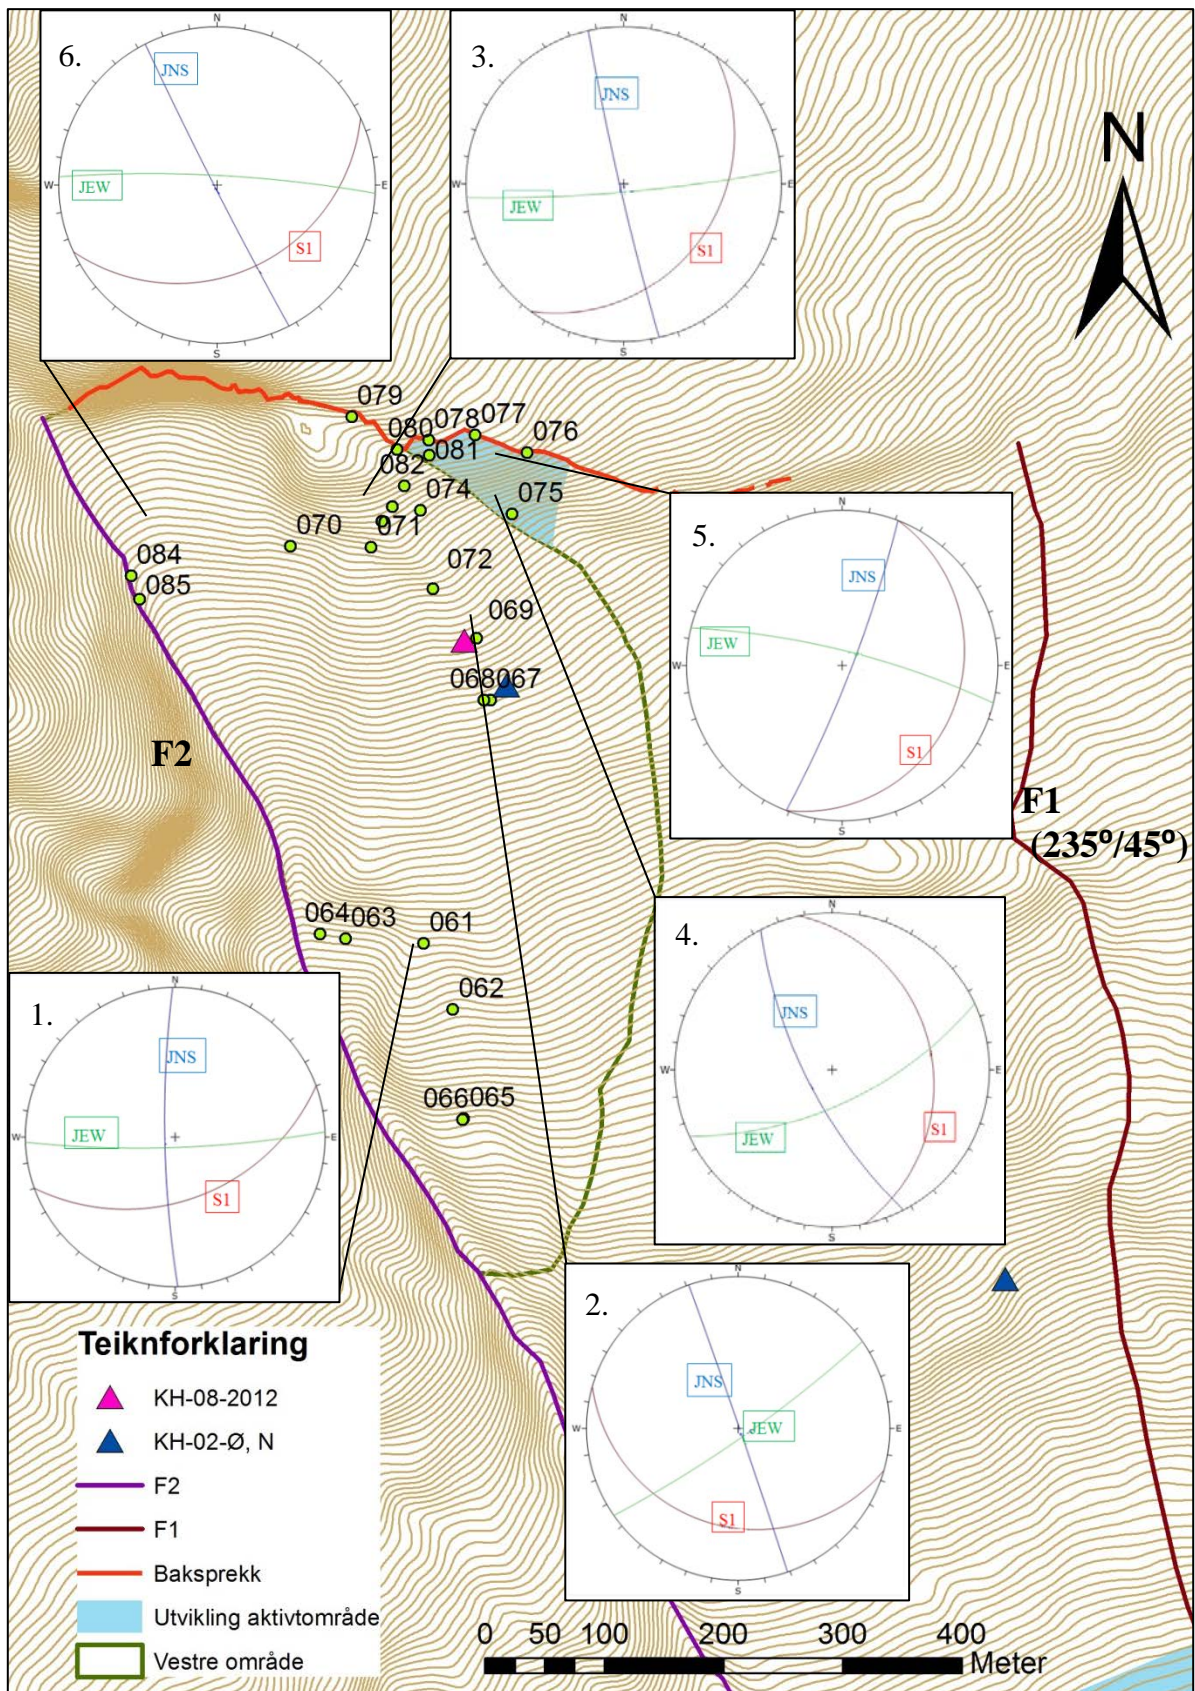 6.
N
W
E
S
JNS
JEW
S1
3.
N
W
E
S
JNS
JEW
S1
N
079
080
078
077
076
081
082
074
075
070
071
072
084
085
069
068
067
5.
N
W
E
S
JNS
JEW
S1
F2
F1
(235°/45°)
064
063
061
062
066
065
4.
N
W
E
S
JNS
JEW
S1
1.
N
W
E
S
JNS
JEW
S1
2.
N
W
E
S
JNS
JEW
S1
Teiknforklaring
KH-08-2012
KH-02-Ø, N
F2
F1
Baksprekk
Utvikling aktivtområde
Vestre område
0 50 100 200 300 400
Meter